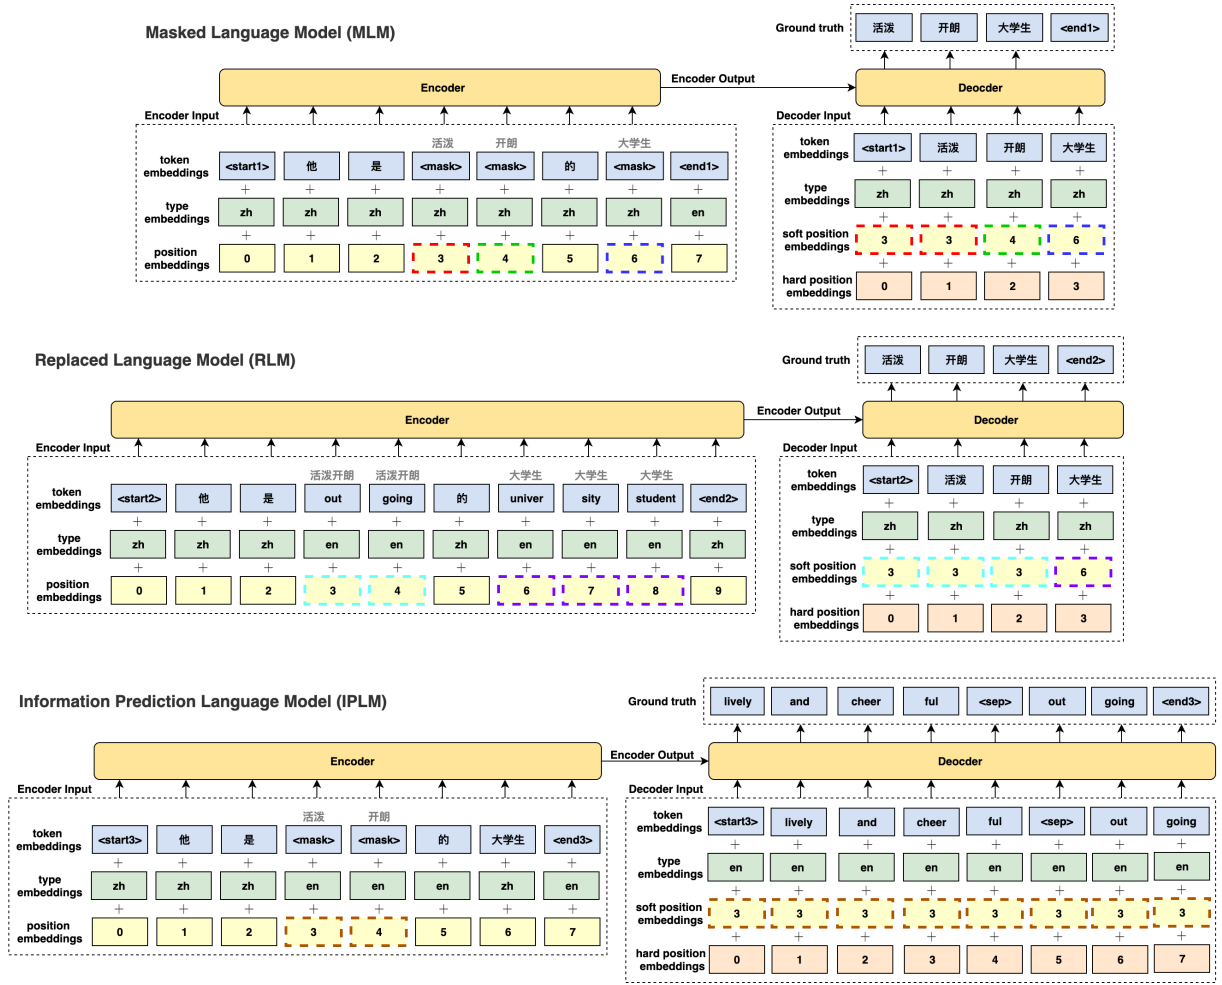 Masked Language Model (MLM)
Ground truth 活泼 开朗 大学生 <end1>
Encoder Encoder Output Deocder
Encoder Input Decoder Input
活泼 开朗 大学生
token embeddings <start1> 他 是 <mask> <mask> 的 <mask> <end1>
+ + + + + + + +
type embeddings zh zh zh zh zh zh zh en
+ + + + + + + +
position embeddings 0 1 2 3 4 5 6 7
token embeddings <start1> 活泼 开朗 大学生
+ + + +
type embeddings zh zh zh zh
+ + + +
soft position embeddings 3 3 4 6
+ + + +
hard position embeddings 0 1 2 3
Replaced Language Model (RLM)
Ground truth 活泼 开朗 大学生 <end2>
Encoder Encoder Output Decoder
Encoder Input Decoder Input
活泼开朗 活泼开朗 大学生 大学生 大学生
token embeddings <start2> 他 是 out going 的 univer sity student <end2>
+ + + + + + + + + +
type embeddings zh zh zh en en zh en en en zh
+ + + + + + + + + +
position embeddings 0 1 2 3 4 5 6 7 8 9
token embeddings <start2> 活泼 开朗 大学生
+ + + +
type embeddings zh zh zh zh
+ + + +
soft position embeddings 3 3 3 6
+ + + +
hard position embeddings 0 1 2 3
Information Prediction Language Model (IPLM)
Ground truth lively and cheer ful <sep> out going <end3>
Encoder Encoder Output Deocder
Encoder Input Decoder Input
活泼 开朗
token embeddings <start3> 他 是 <mask> <mask> 的 大学生 <end3>
+ + + + + + + +
type embeddings zh zh zh en en en zh en
+ + + + + + + +
position embeddings 0 1 2 3 4 5 6 7
token embeddings <start3> lively and cheer ful <sep> out going
+ + + + + + + +
type embeddings en en en en en en en en
+ + + + + + + +
soft position embeddings 3 3 3 3 3 3 3 3
+ + + + + + + +
hard position embeddings 0 1 2 3 4 5 6 7